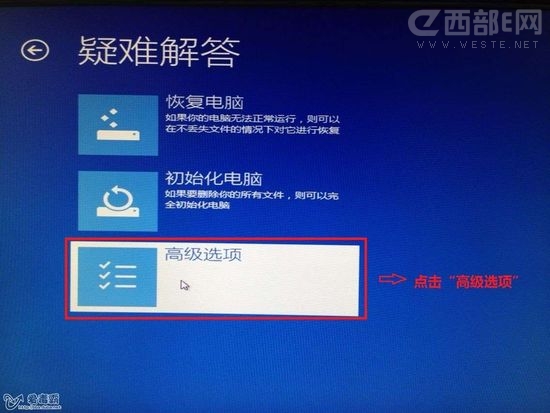 西部E网
WWW.WESTE.NET
疑难解答
恢复电脑
如果你的电脑无法正常运行，则可以
在不丢失文件的情况下对它进行恢复
初始化电脑
如果要删除你的所有文件，则可以完
全初始化电脑
高级选项
点击“高级选项”
爱毒霸